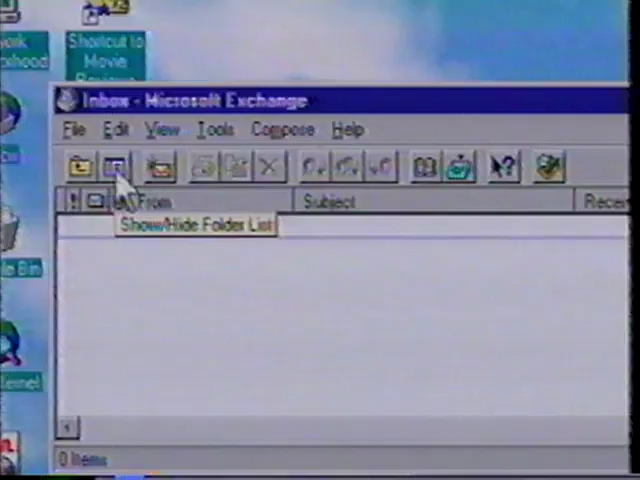 Shortcut to
Movie
Inbox - Microsoft Exchange
File Edit View Tools Compose Help
! From Subject
Show/Hide Folder List
0 Items